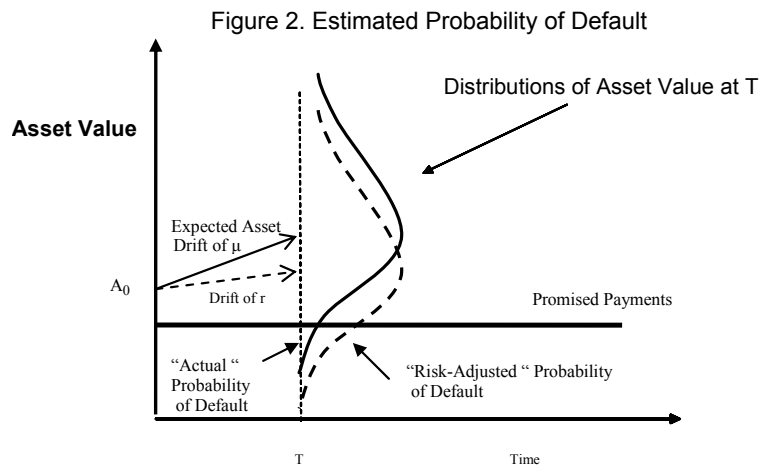 Figure 2. Estimated Probability of Default
Distributions of Asset Value at T
Asset Value
Expected Asset
Drift of μ
A0
Drift of r
Promised Payments
“Actual “
Probability
of Default
“Risk-Adjusted “ Probability
of Default
T
Time